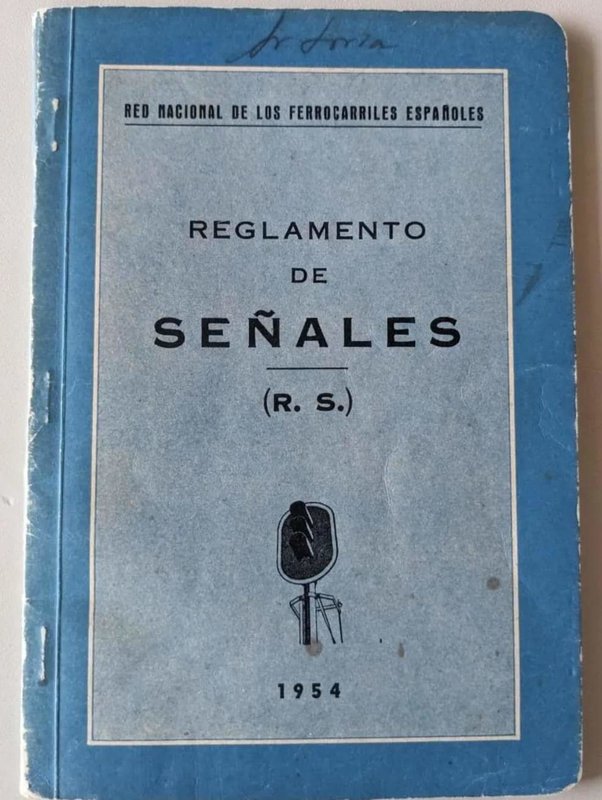 RED NACIONAL DE LOS FERROCARRILES ESPAÑOLES
REGLAMENTO
DE
SEÑALES
(R. S.)
1954